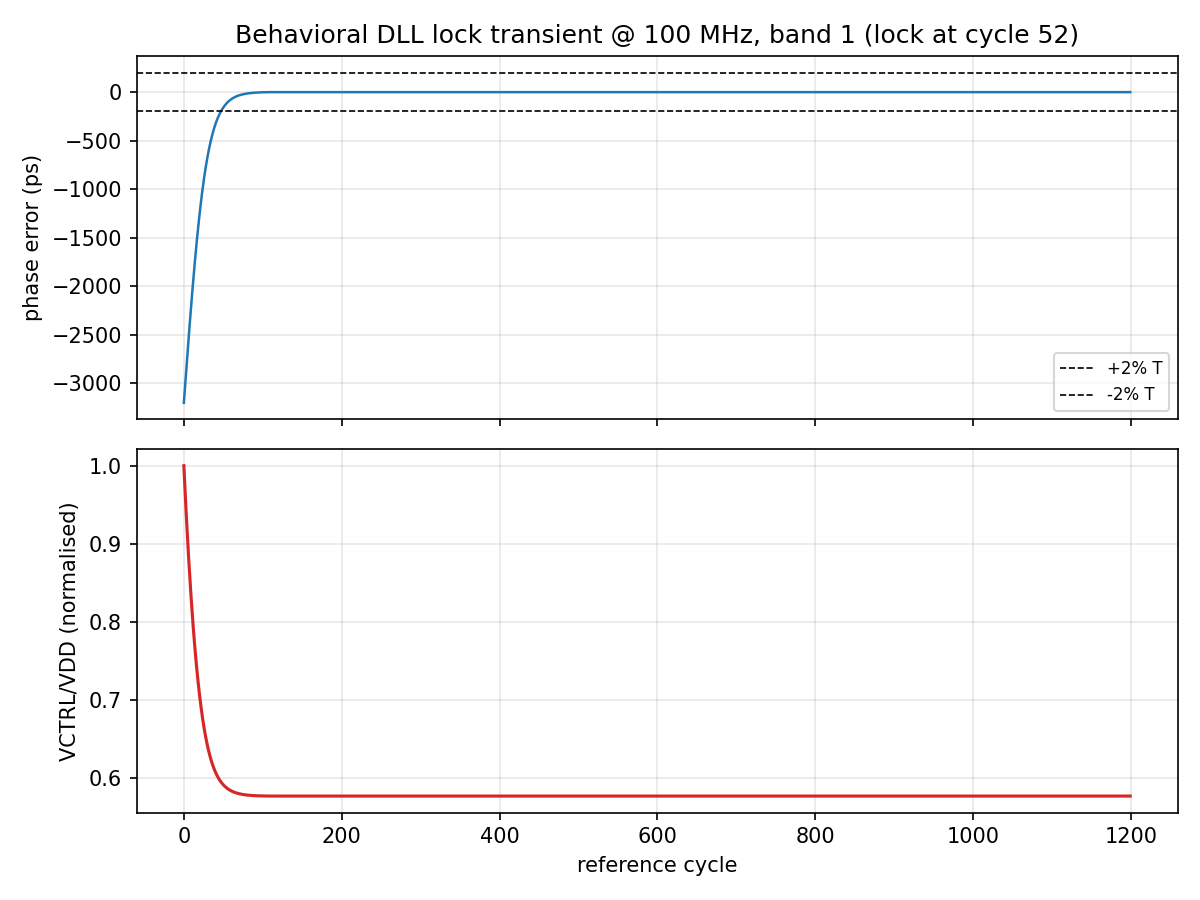 Behavioral DLL lock transient @ 100 MHz, band 1 (lock at cycle 52)
phase error (ps)
0
−500
−1000
−1500
−2000
−2500
−3000
+2% T
-2% T
VCTRL/VDD (normalised)
1.0
0.9
0.8
0.7
0.6
0 200 400 600 800 1000 1200
reference cycle